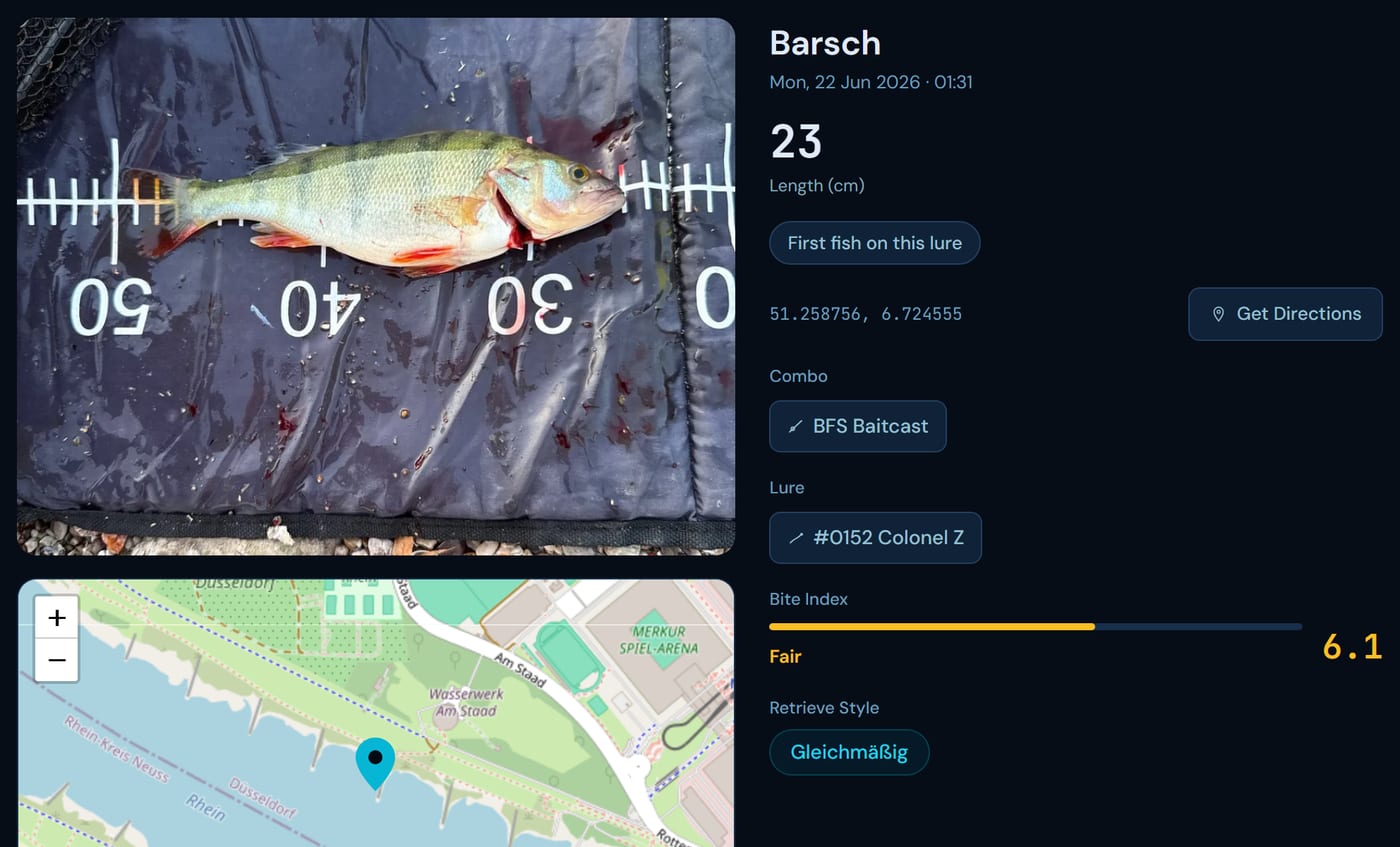 50
40
30
0
Barsch
Mon, 22 Jun 2026 · 01:31
23
Length (cm)
First fish on this lure
51.258756, 6.724555
Get Directions
Combo
BFS Baitcast
Lure
#0152 Colonel Z
Bite Index
Fair
6.1
Retrieve Style
Gleichmäßig
+
−
Düsseldorf
Staad
MERKUR
SPIEL-ARENA
Am Staad
Wasserwerk
Am Staad
Rhein-Kreis Neuss
Düsseldorf
Rhein
Rotte